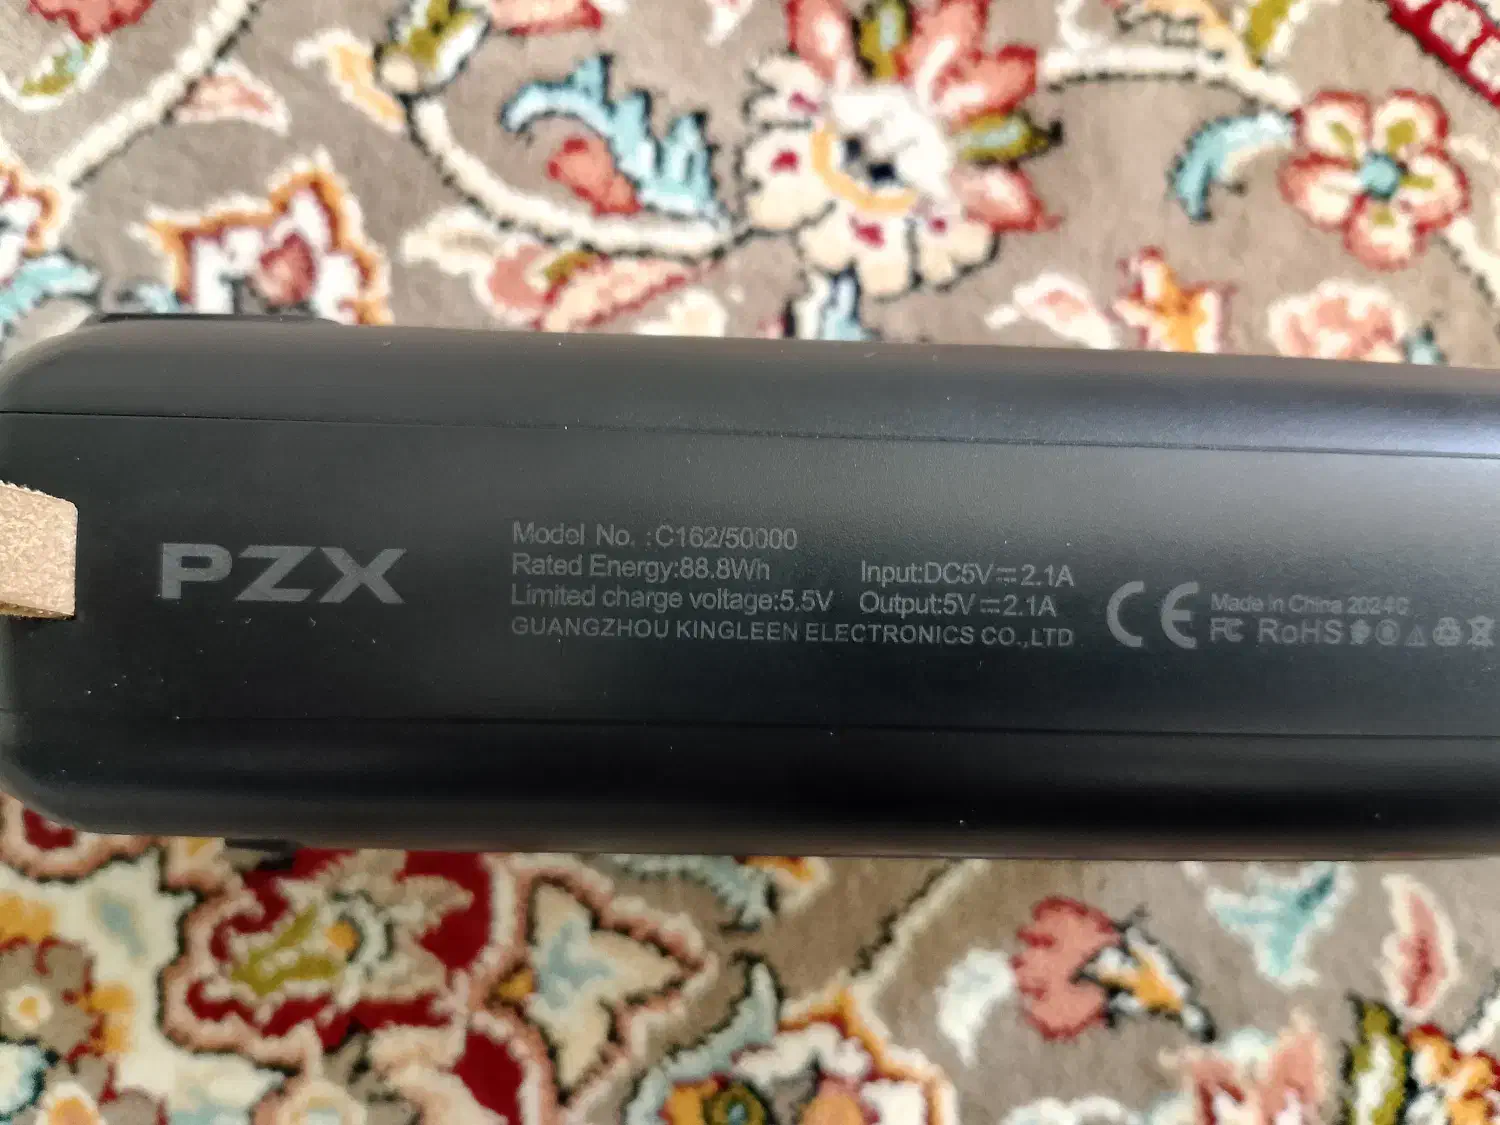 PZX
Model No. :C162/50000
Rated Energy:88.8Wh
Limited charge voltage:5.5V
Input:DC5V⎓2.1A
Output:5V⎓2.1A
GUANGZHOU KINGLEEN ELECTRONICS CO.,LTD
CE
Made in China 2024
FC RoHS